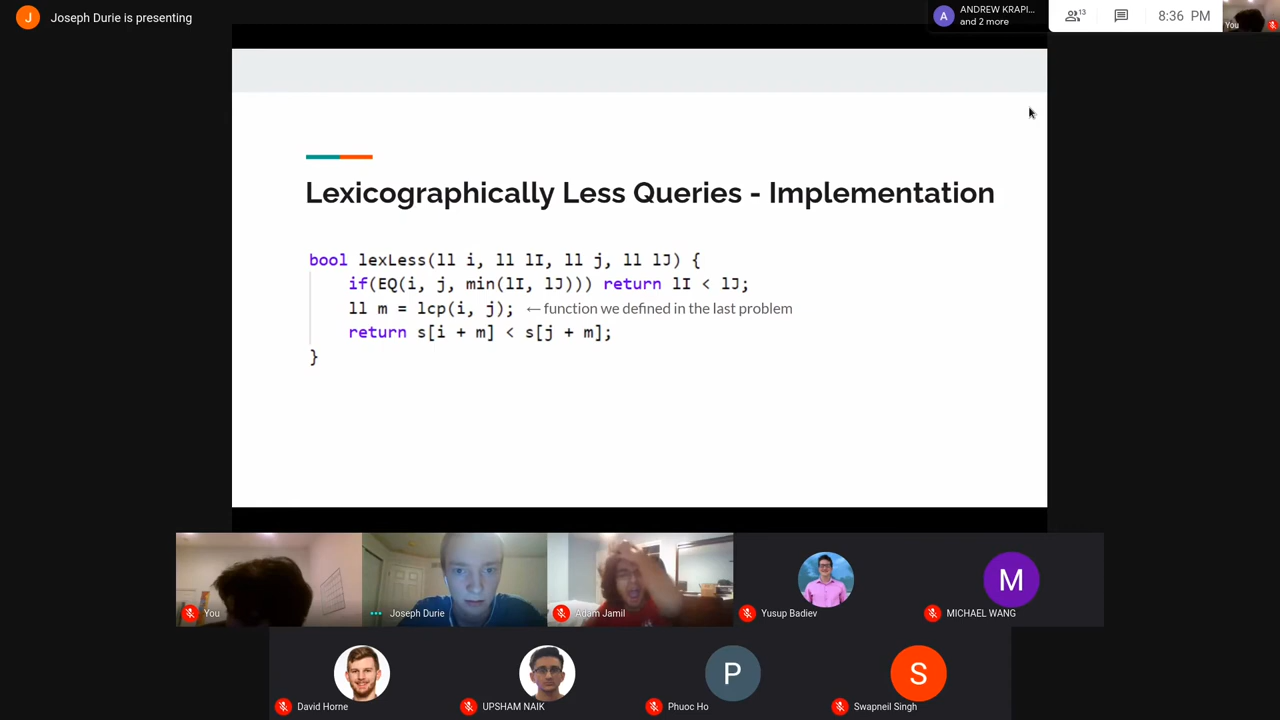 J
Joseph Durie is presenting
A
ANDREW KRAPI...
and 2 more
13
8:36 PM
You
Lexicographically Less Queries - Implementation
bool lexLess(ll i, ll lI, ll j, ll lJ) {
if(EQ(i, j, min(lI, lJ))) return lI < lJ;
ll m = lcp(i, j); ← function we defined in the last problem
return s[i + m] < s[j + m];
}
You
Joseph Durie
Adam Jamil
Yusup Badiev
M
MICHAEL WANG
David Horne
UPSHAM NAIK
P
Phuoc Ho
S
Swapneil Singh